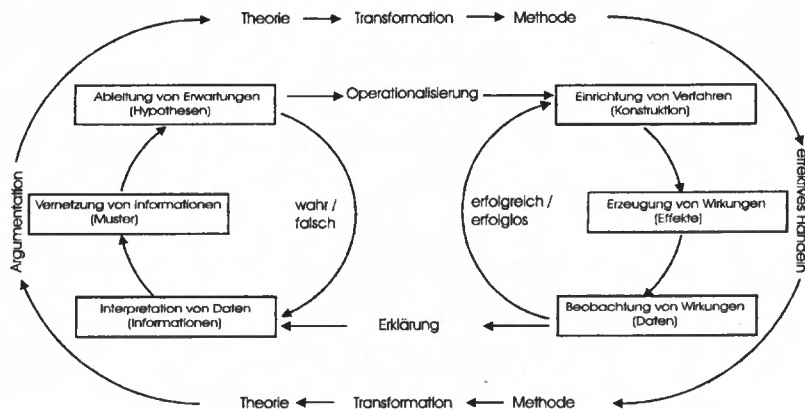 Theorie Transformation Methode
Ableitung von Erwartungen
(Hypothesen)
Operationalisierung
Einrichtung von Verfahren
(Konstruktion)
Argumentation
Vernetzung von Informationen
(Muster)
wahr /
falsch
erfolgreich /
erfolglos
Erzeugung von Wirkungen
(Effekte)
effektives Handeln
Interpretation von Daten
(Informationen)
Erklärung
Beobachtung von Wirkungen
(Daten)
Theorie Transformation Methode